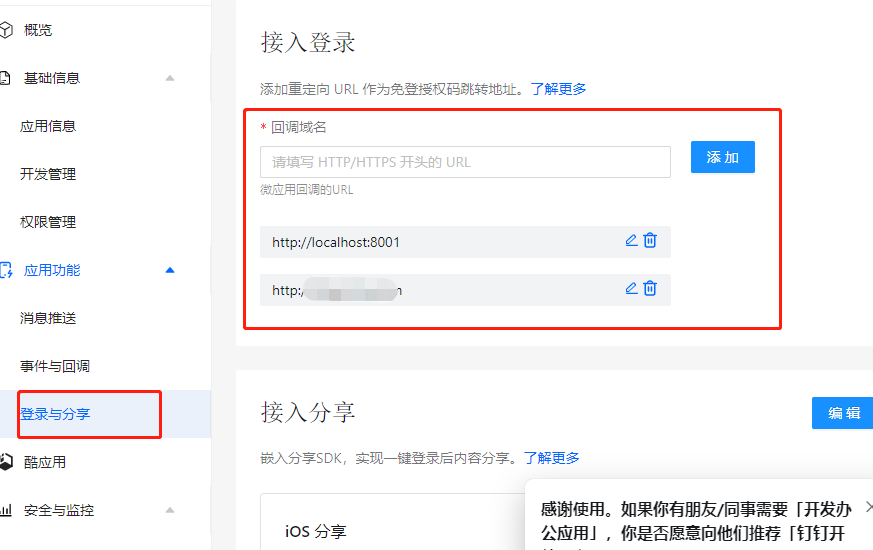 概览
基础信息
应用信息
开发管理
权限管理
应用功能
消息推送
事件与回调
登录与分享
酷应用
安全与监控
接入登录
添加重定向 URL 作为免登授权码跳转地址。了解更多
* 回调域名
请填写 HTTP/HTTPS 开头的 URL
添 加
微应用回调的URL
http://localhost:8001
http:/
接入分享
编 辑
嵌入分享SDK，实现一键登录后内容分享。了解更多
iOS 分享
感谢使用。如果你有朋友/同事需要「开发办
公应用」，你是否愿意向他们推荐「钉钉开